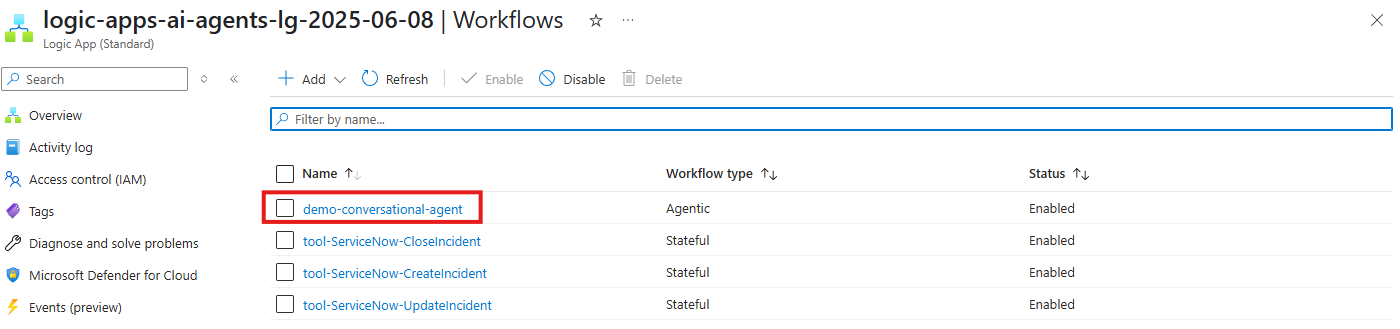 logic-apps-ai-agents-lg-2025-06-08 | Workflows
Logic App (Standard)
Search
Add Refresh Enable Disable Delete
Overview
Filter by name...
Activity log
Access control (IAM)
Name Workflow type Status
Tags
demo-conversational-agent Agentic Enabled
Diagnose and solve problems
tool-ServiceNow-CloseIncident Stateful Enabled
Microsoft Defender for Cloud
tool-ServiceNow-CreateIncident Stateful Enabled
Events (preview)
tool-ServiceNow-UpdateIncident Stateful Enabled